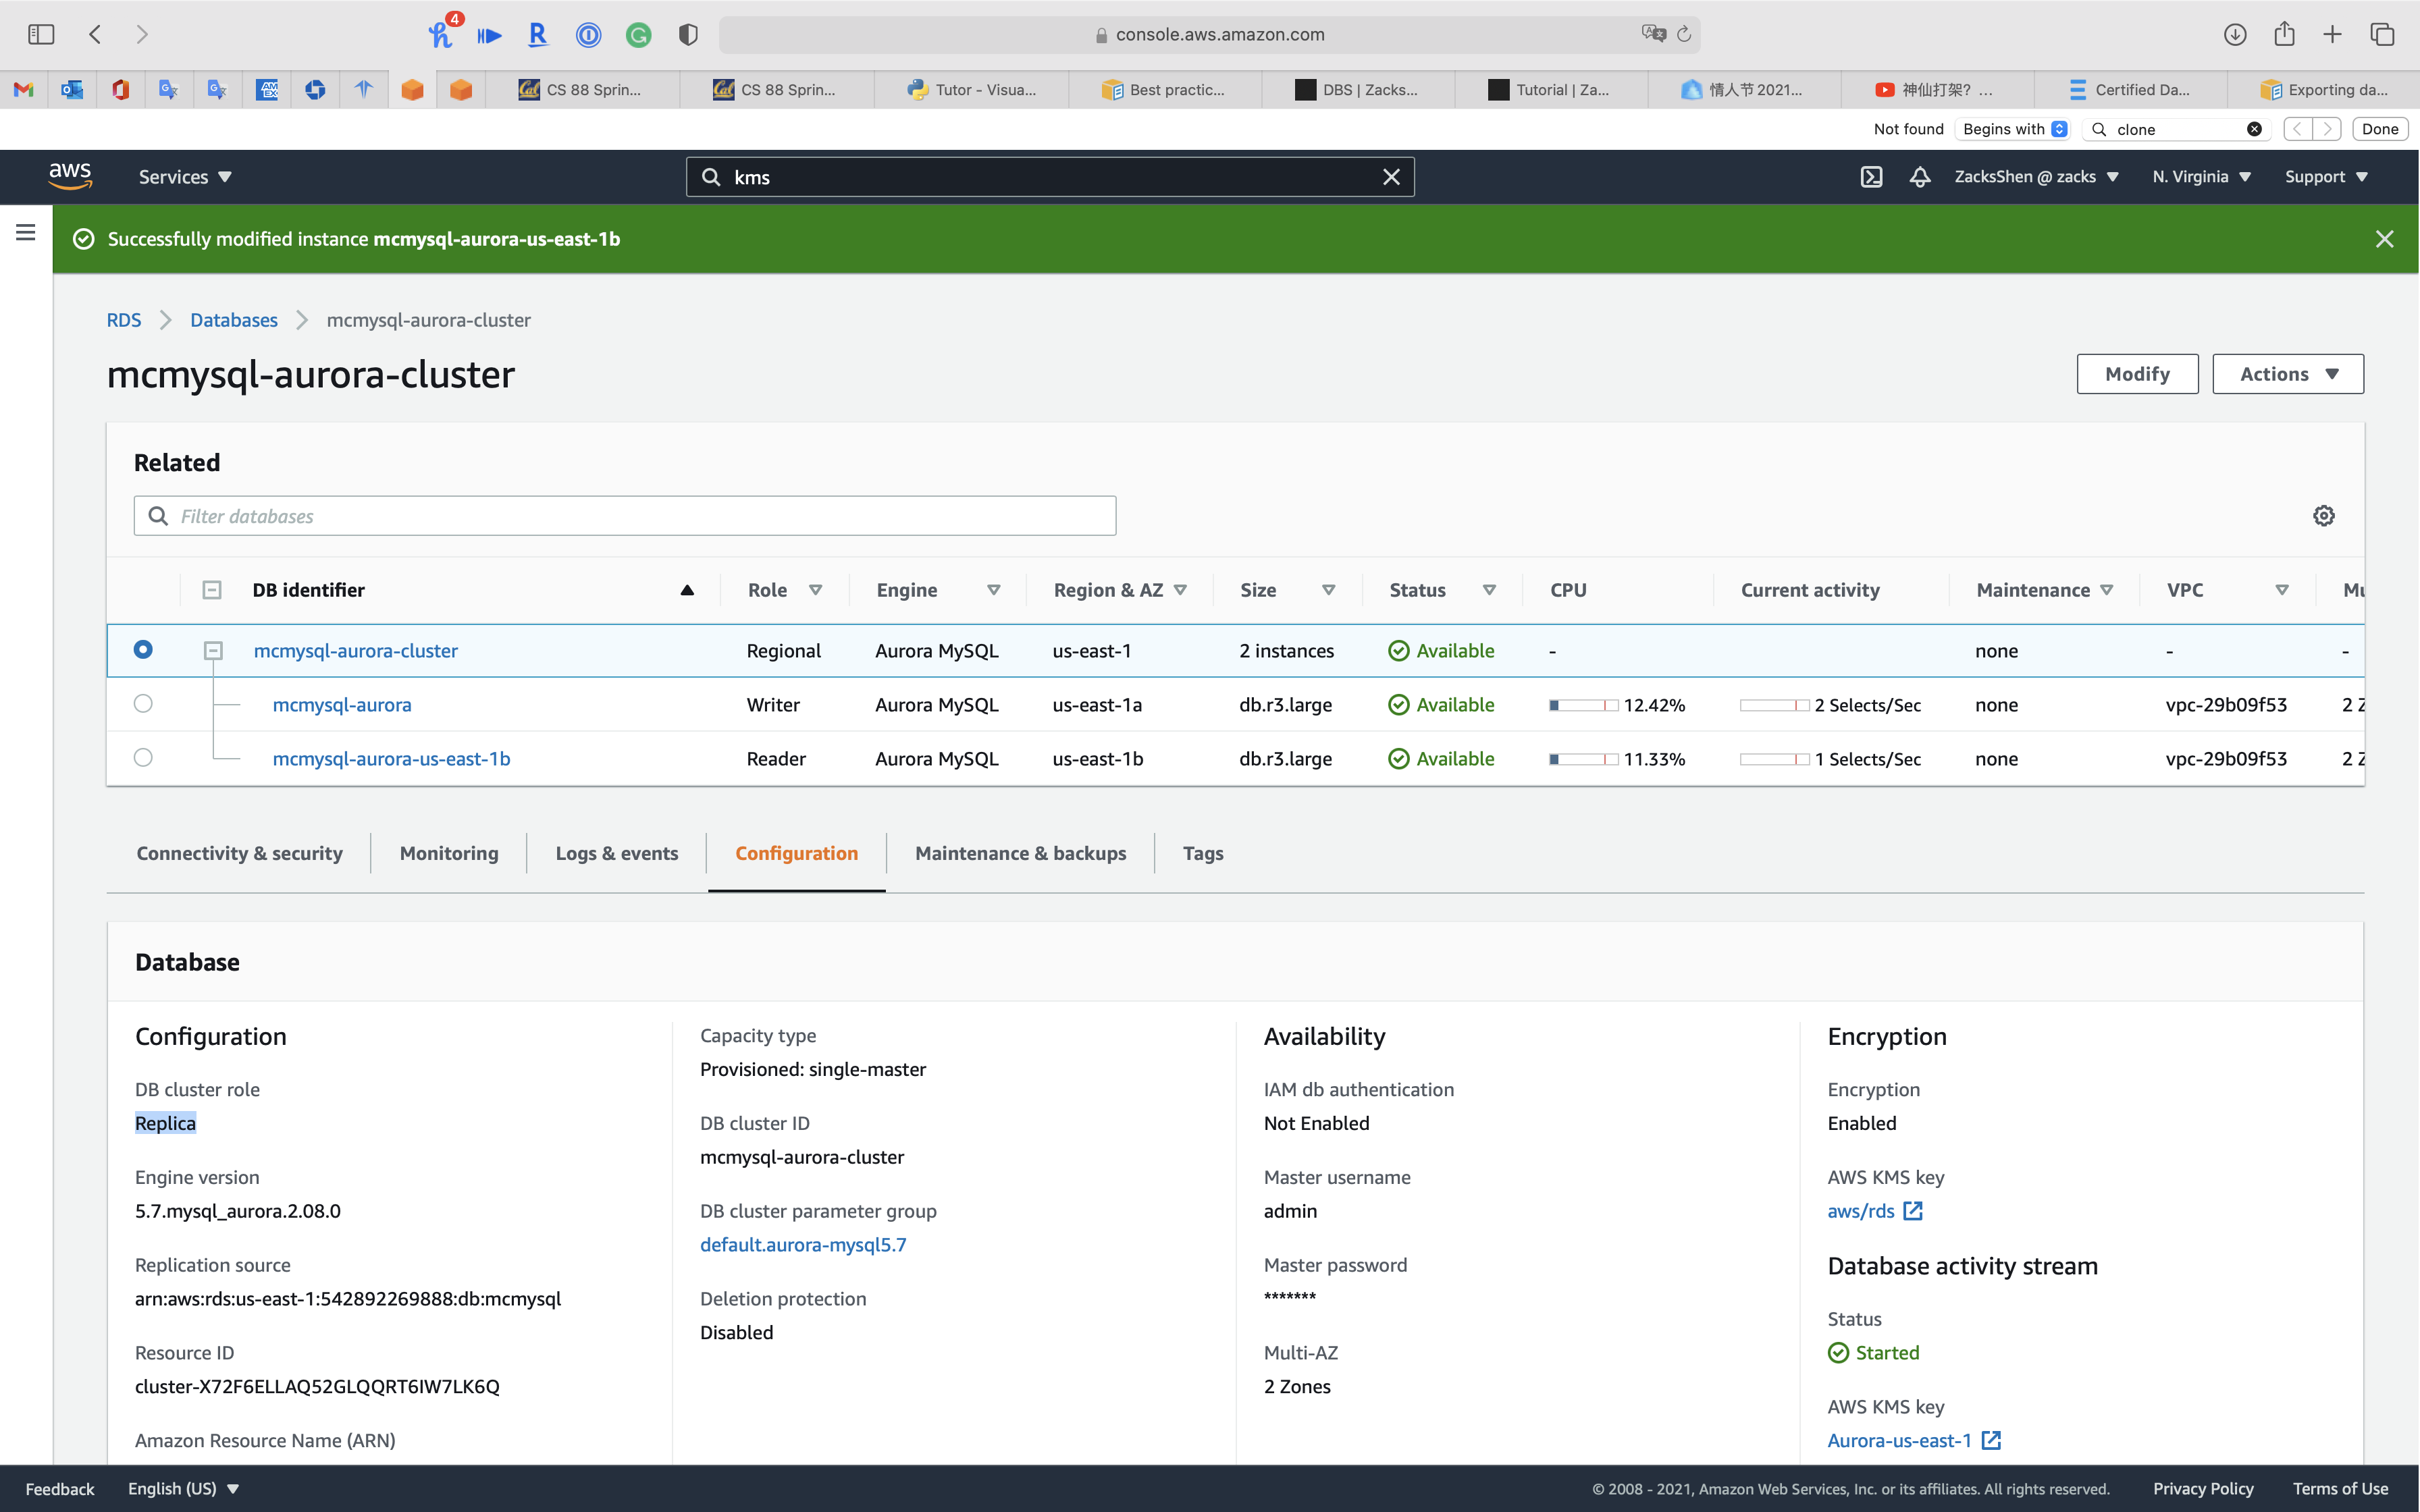 4
console.aws.amazon.com
CS 88 Sprin...
CS 88 Sprin...
Tutor - Visua...
Best practic...
DBS | Zacks...
Tutorial | Za...
情人节2021...
神仙打架? ...
Certified Da...
Exporting da...
Not found
Begins with
clone
Done
aws
Services
kms
ZacksShen @ zacks
N. Virginia
Support
Successfully modified instance mcmysql-aurora-us-east-1b
RDS
Databases
mcmysql-aurora-cluster
mcmysql-aurora-cluster
Modify
Actions
Related
Filter databases
DB identifier Role Engine Region & AZ Size Status CPU Current activity Maintenance VPC Mu
mcmysql-aurora-cluster Regional Aurora MySQL us-east-1 2 instances Available - none - -
mcmysql-aurora Writer Aurora MySQL us-east-1a db.r3.large Available 12.42% 2 Selects/Sec none vpc-29b09f53 2 Z
mcmysql-aurora-us-east-1b Reader Aurora MySQL us-east-1b db.r3.large Available 11.33% 1 Selects/Sec none vpc-29b09f53 2 Z
Connectivity & security
Monitoring
Logs & events
Configuration
Maintenance & backups
Tags
Database
Configuration
DB cluster role
Replica
Engine version
5.7.mysql_aurora.2.08.0
Replication source
arn:aws:rds:us-east-1:542892269888:db:mcmysql
Resource ID
cluster-X72F6ELLAQ52GLQQRT6IW7LK6Q
Amazon Resource Name (ARN)
Capacity type
Provisioned: single-master
DB cluster ID
mcmysql-aurora-cluster
DB cluster parameter group
default.aurora-mysql5.7
Deletion protection
Disabled
Availability
IAM db authentication
Not Enabled
Master username
admin
Master password
*******
Multi-AZ
2 Zones
Encryption
Encryption
Enabled
AWS KMS key
aws/rds
Database activity stream
Status
Started
AWS KMS key
Aurora-us-east-1
Feedback
English (US)
© 2008 - 2021, Amazon Web Services, Inc. or its affiliates. All rights reserved.
Privacy Policy
Terms of Use